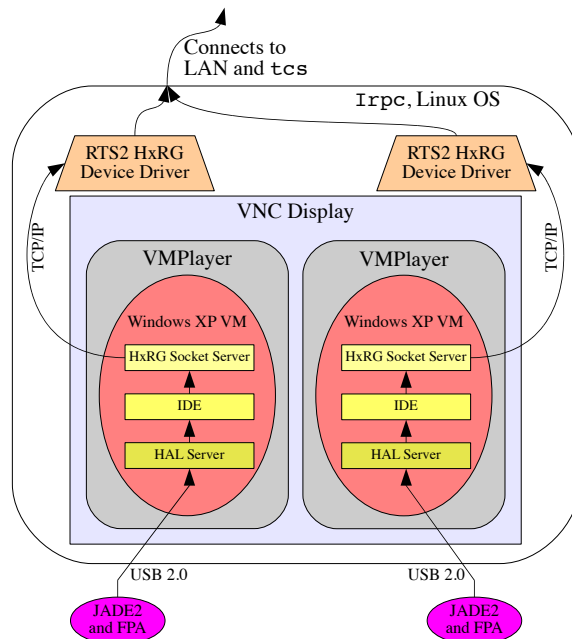 Connects to
LAN and tcs
Irpc, Linux OS
RTS2 HxRG
Device Driver
RTS2 HxRG
Device Driver
VNC Display
TCP/IP
TCP/IP
VMPlayer
VMPlayer
Windows XP VM
Windows XP VM
HxRG Socket Server
HxRG Socket Server
IDE
IDE
HAL Server
HAL Server
USB 2.0
USB 2.0
JADE2
and FPA
JADE2
and FPA